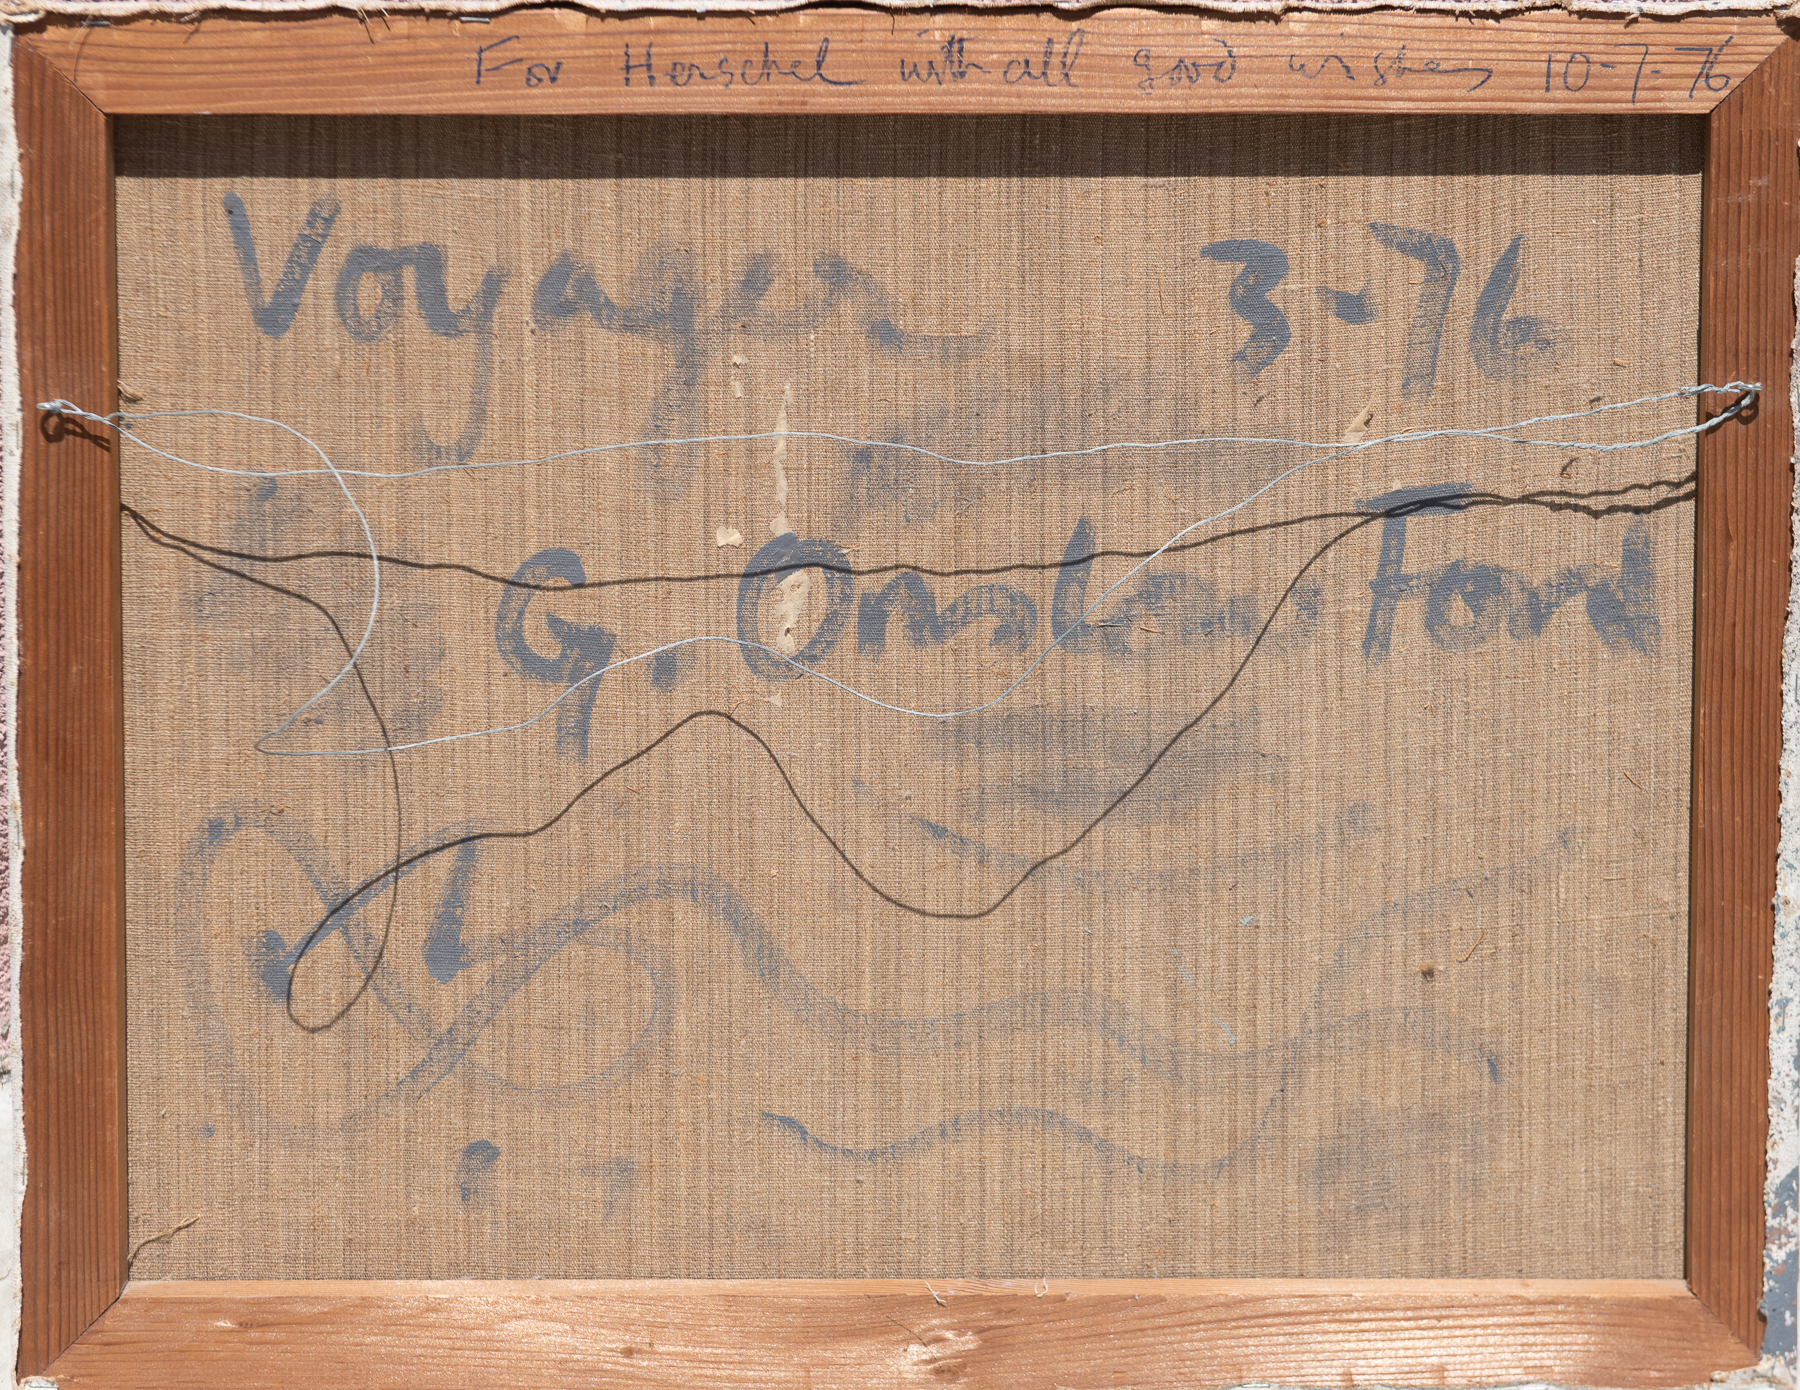 For Herschel with all good wishes 10-7-76
Voyager 3-76
G. Onslow Ford